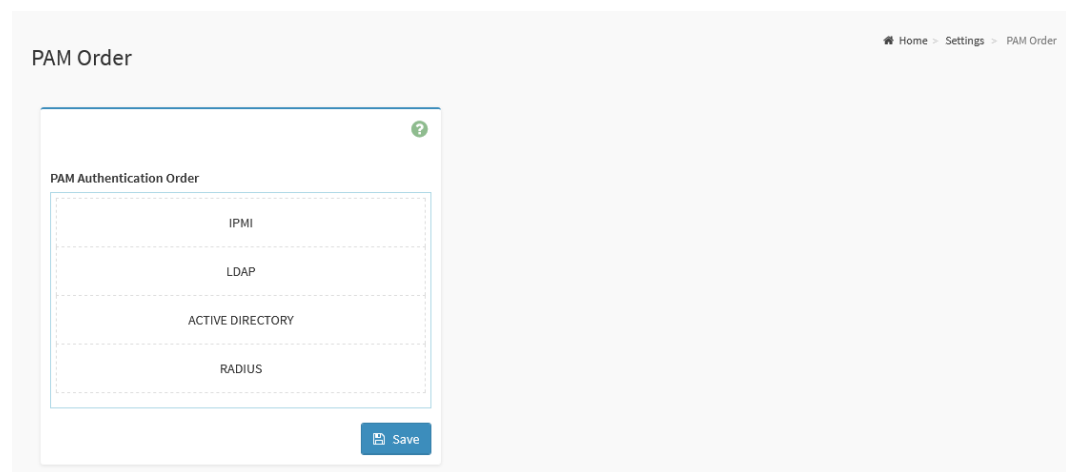 Home > Settings > PAM Order
PAM Order
?
PAM Authentication Order
IPMI
LDAP
ACTIVE DIRECTORY
RADIUS
Save